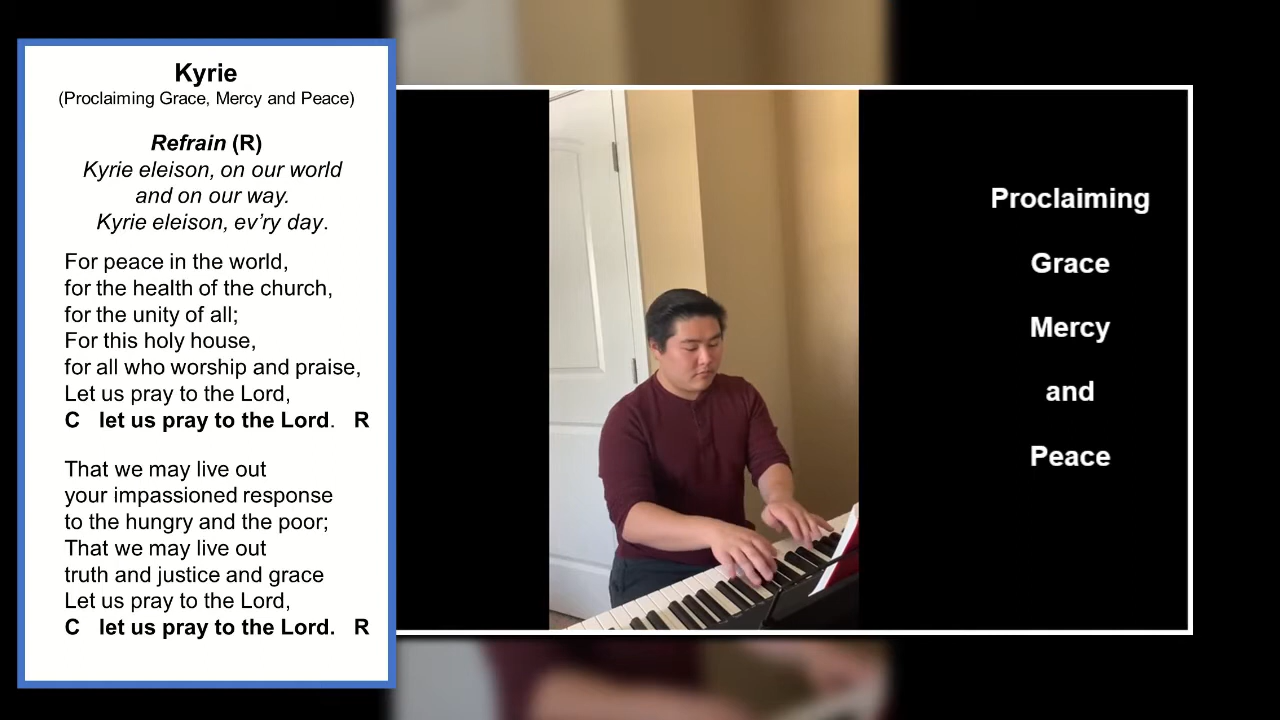 Kyrie
(Proclaiming Grace, Mercy and Peace)
Refrain (R)
Kyrie eleison, on our world
and on our way.
Kyrie eleison, ev’ry day.
For peace in the world,
for the health of the church,
for the unity of all;
For this holy house,
for all who worship and praise,
Let us pray to the Lord,
C let us pray to the Lord. R
That we may live out
your impassioned response
to the hungry and the poor;
That we may live out
truth and justice and grace
Let us pray to the Lord,
C let us pray to the Lord. R
Proclaiming
Grace
Mercy
and
Peace